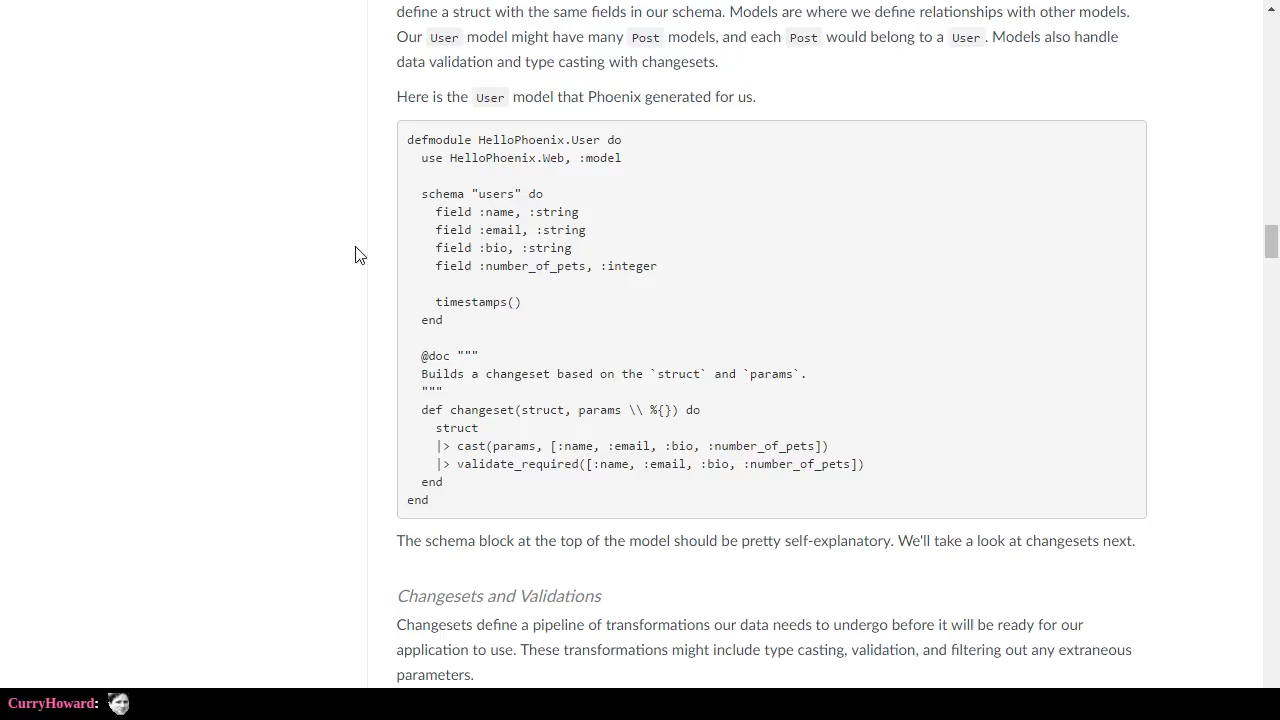 define a struct with the same fields in our schema. Models are where we define relationships with other models.
Our User model might have many Post models, and each Post would belong to a User. Models also handle
data validation and type casting with changesets.
Here is the User model that Phoenix generated for us.
defmodule HelloPhoenix.User do
  use HelloPhoenix.Web, :model
  schema "users" do
    field :name, :string
    field :email, :string
    field :bio, :string
    field :number_of_pets, :integer
    timestamps()
  end
  @doc """
  Builds a changeset based on the `struct` and `params`.
  """
  def changeset(struct, params \\ %{}) do
    struct
    |> cast(params, [:name, :email, :bio, :number_of_pets])
    |> validate_required([:name, :email, :bio, :number_of_pets])
  end
end
The schema block at the top of the model should be pretty self-explanatory. We'll take a look at changesets next.
Changesets and Validations
Changesets define a pipeline of transformations our data needs to undergo before it will be ready for our
application to use. These transformations might include type casting, validation, and filtering out any extraneous
parameters.
CurryHoward: